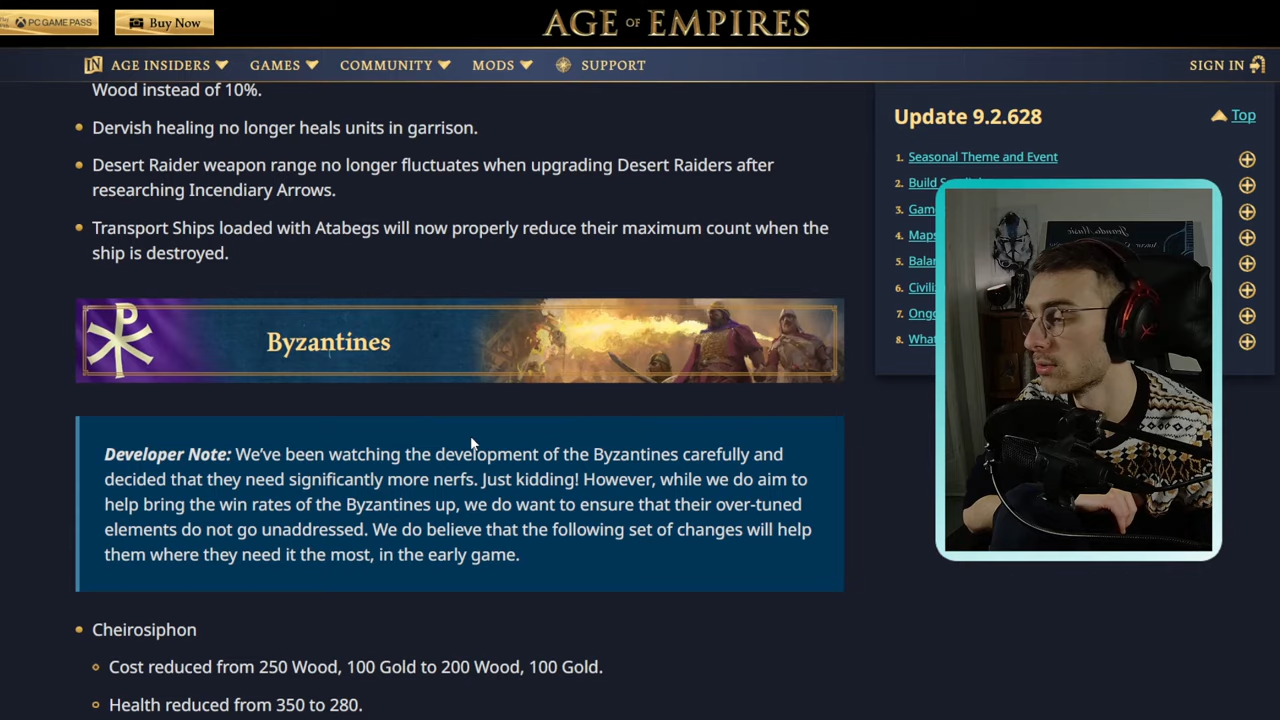 PC GAME PASS
Buy Now
AGE OF EMPIRES
AGE INSIDERS
GAMES
COMMUNITY
MODS
SUPPORT
SIGN IN
Wood instead of 10%.
Dervish healing no longer heals units in garrison.
Desert Raider weapon range no longer fluctuates when upgrading Desert Raiders after
researching Incendiary Arrows.
Transport Ships loaded with Atabegs will now properly reduce their maximum count when the
ship is destroyed.
Byzantines
Developer Note: We've been watching the development of the Byzantines carefully and
decided that they need significantly more nerfs. Just kidding! However, while we do aim to
help bring the win rates of the Byzantines up, we do want to ensure that their over-tuned
elements do not go unaddressed. We do believe that the following set of changes will help
them where they need it the most, in the early game.
Cheirosiphon
Cost reduced from 250 Wood, 100 Gold to 200 Wood, 100 Gold.
Health reduced from 350 to 280.
Update 9.2.628
Top
1. Seasonal Theme and Event
2. Build
3. Gam
4. Maps
5. Bala
6. Civili
7. Ongo
8. What